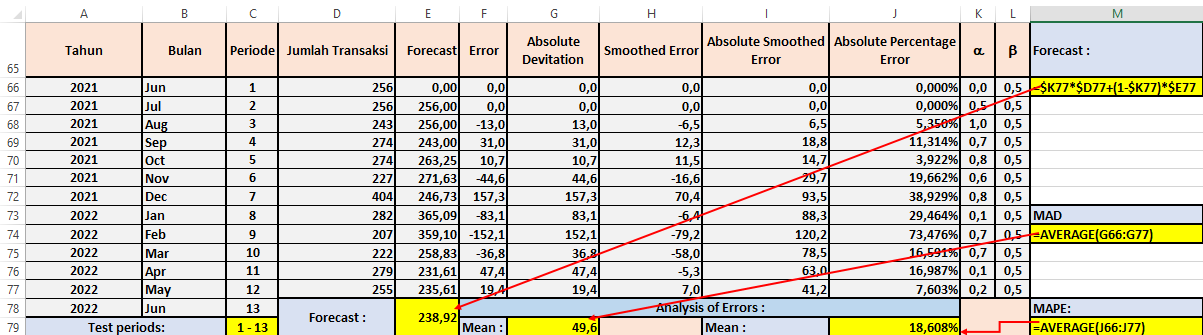 A B C D E F G H I J K L M
65 Tahun Bulan Periode Jumlah Transaksi Forecast Error Absolute Devitation Smoothed Error Absolute Smoothed Error Absolute Percentage Error α β Forecast :
66 2021 Jun 1 256 0,00 0,0 0,0 0,0 0,0 0,000% 0,0 0,5 =$K77*$D77+(1-$K77)*$E77
67 2021 Jul 2 256 256,00 0,0 0,0 0,0 0,0 0,000% 0,5 0,5
68 2021 Aug 3 243 256,00 -13,0 13,0 -6,5 6,5 5,350% 1,0 0,5
69 2021 Sep 4 274 243,00 31,0 31,0 12,3 18,8 11,314% 0,7 0,5
70 2021 Oct 5 274 263,25 10,7 10,7 11,5 14,7 3,922% 0,8 0,5
71 2021 Nov 6 227 271,63 -44,6 44,6 -16,6 29,7 19,662% 0,6 0,5
72 2021 Dec 7 404 246,73 157,3 157,3 70,4 93,5 38,929% 0,8 0,5
73 2022 Jan 8 282 365,09 -83,1 83,1 -6,4 88,3 29,464% 0,1 0,5 MAD
74 2022 Feb 9 207 359,10 -152,1 152,1 -79,2 120,2 73,476% 0,7 0,5 =AVERAGE(G66:G77)
75 2022 Mar 10 222 258,83 -36,8 36,8 -58,0 78,5 16,591% 0,7 0,5
76 2022 Apr 11 279 231,61 47,4 47,4 -5,3 63,0 16,987% 0,1 0,5
77 2022 May 12 255 235,61 19,4 19,4 7,0 41,2 7,603% 0,2 0,5
78 2022 Jun 13 Forecast : 238,92 Analysis of Errors : MAPE:
79 Test periods: 1 - 13 Mean : 49,6 Mean : 18,608% =AVERAGE(J66:J77)